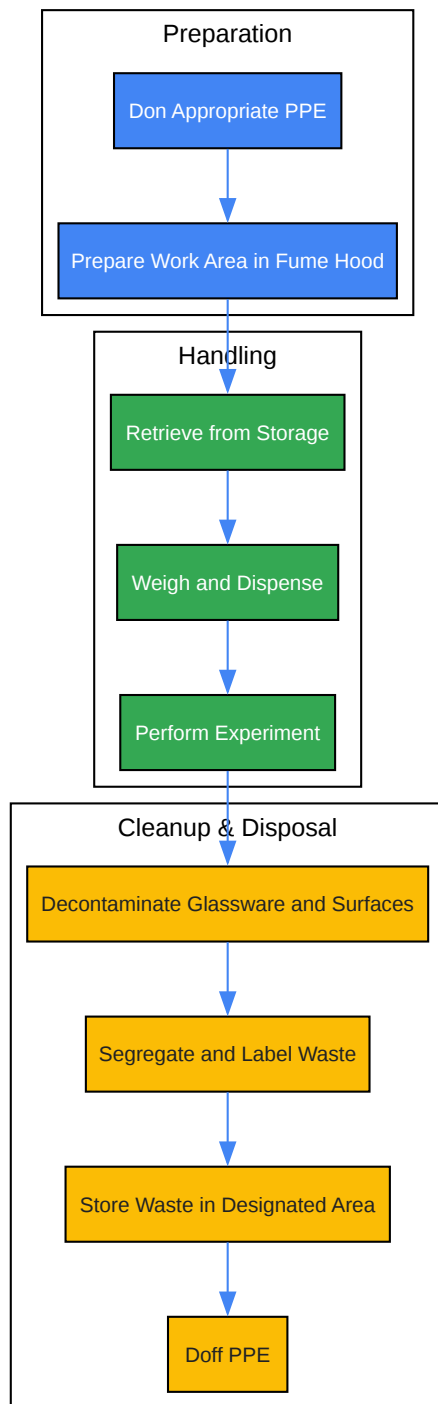 Preparation
Don Appropriate PPE
Prepare Work Area in Fume Hood
Handling
Retrieve from Storage
Weigh and Dispense
Perform Experiment
Cleanup & Disposal
Decontaminate Glassware and Surfaces
Segregate and Label Waste
Store Waste in Designated Area
Doff PPE